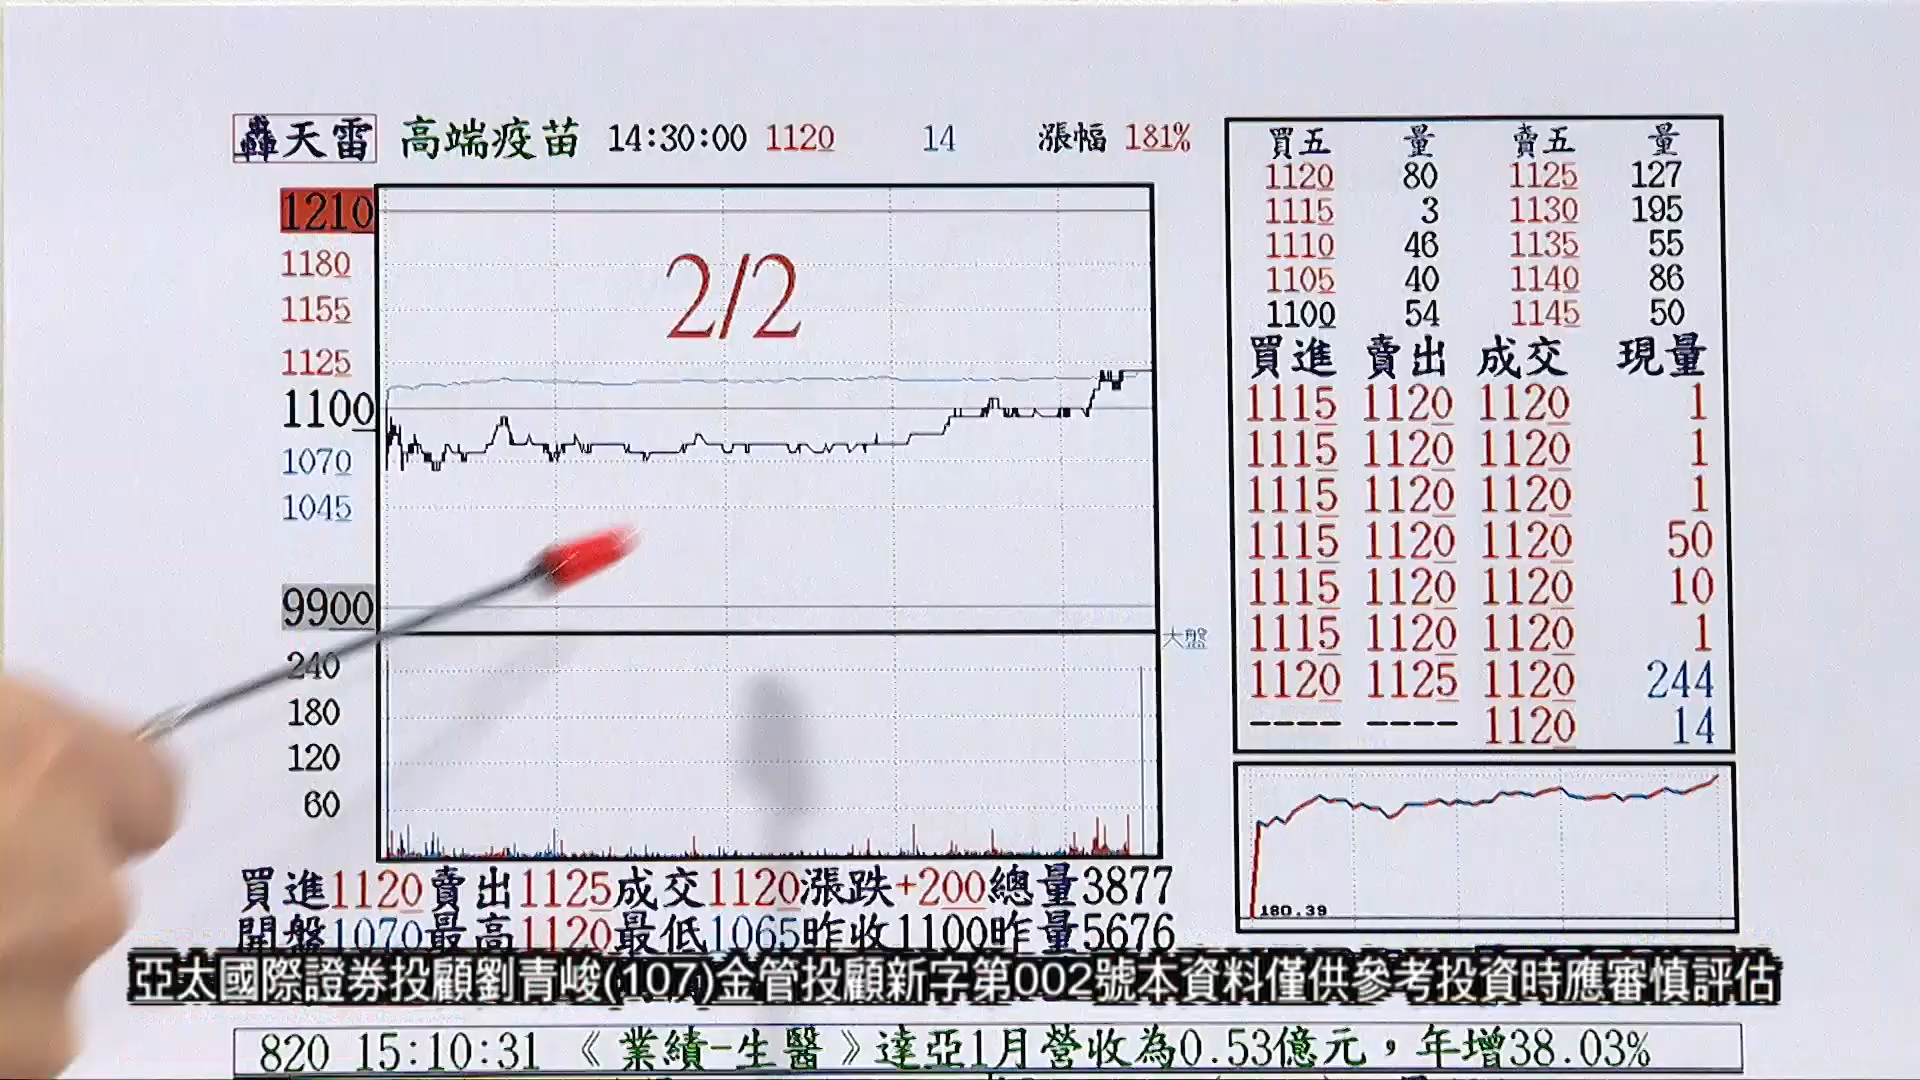 轟天雷 高端疫苗 14:30:00 1120 14 漲幅 181%
1210
1180
1155
1125
1100
1070
1045
9900
240
180
120
60
2/2
大盤
買五 量 賣五 量
1120 80 1125 127
1115 3 1130 195
1110 46 1135 55
1105 40 1140 86
1100 54 1145 50
買進 賣出 成交 現量
1115 1120 1120 1
1115 1120 1120 1
1115 1120 1120 1
1115 1120 1120 50
1115 1120 1120 10
1115 1120 1120 1
1120 1125 1120 244
---- ---- 1120 14
180.39
買進1120賣出1125成交1120漲跌+200總量3877
開盤1070最高1120最低1065昨收1100昨量5676
亞太國際證券投顧劉青峻(107)金管投顧新字第002號本資料僅供參考投資時應審慎評估
820 15:10:31 《業績-生醫》達亞1月營收為0.53億元，年增38.03%